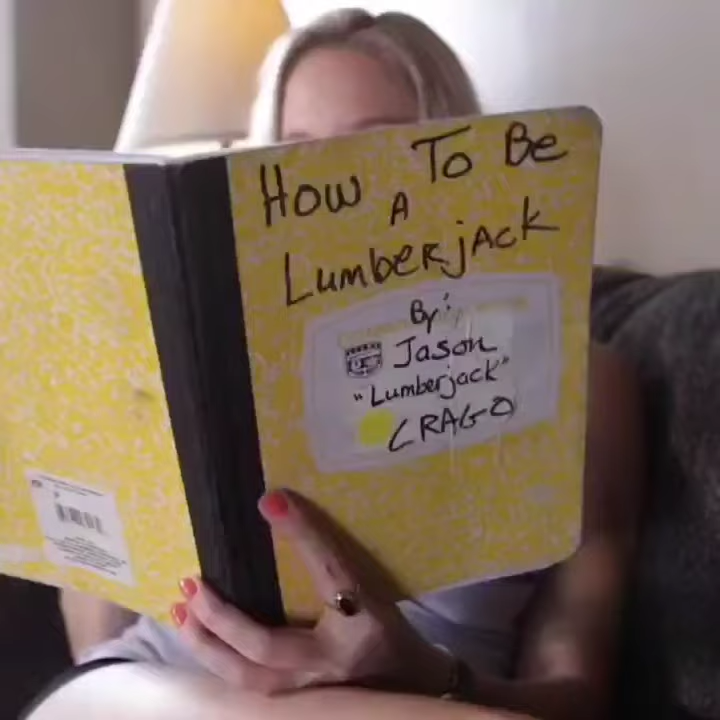 How To Be
A
LumberjAck
By:
Jason
"Lumberjack"
CRAGO